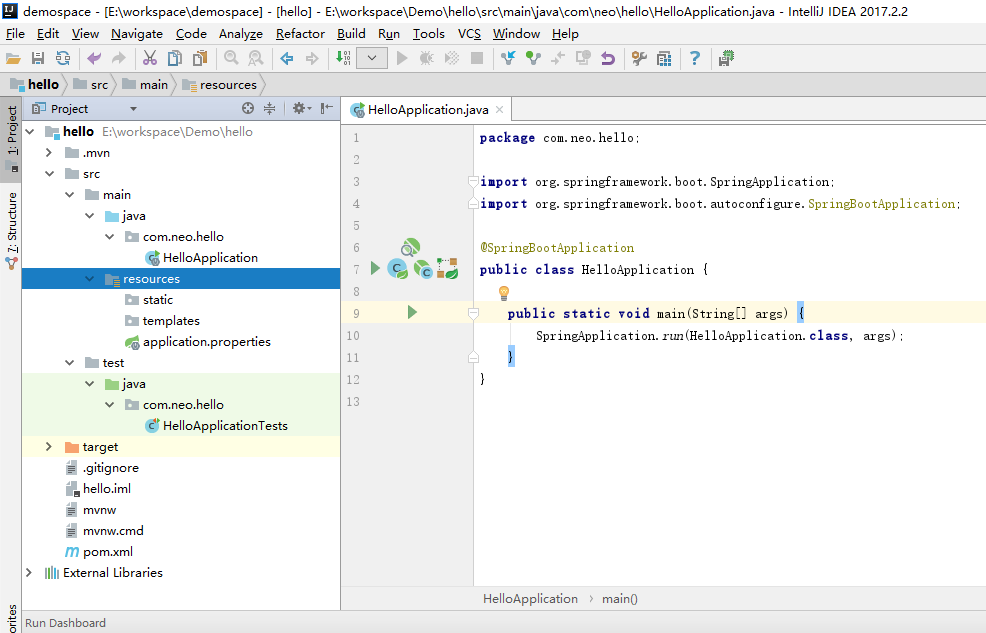 demospace - [E:\workspace\demospace] - [hello] - E:\workspace\Demo\hello\src\main\java\com\neo\hello\HelloApplication.java - IntelliJ IDEA 2017.2.2
File Edit View Navigate Code Analyze Refactor Build Run Tools VCS Window Help
hello src main resources
1: Project
7: Structure
orites
Project
hello E:\workspace\Demo\hello
.mvn
src
main
java
com.neo.hello
HelloApplication
resources
static
templates
application.properties
test
java
com.neo.hello
HelloApplicationTests
target
.gitignore
hello.iml
mvnw
mvnw.cmd
pom.xml
External Libraries
HelloApplication.java
1 package com.neo.hello;
2
3 import org.springframework.boot.SpringApplication;
4 import org.springframework.boot.autoconfigure.SpringBootApplication;
5
6 @SpringBootApplication
7 public class HelloApplication {
8
9 public static void main(String[] args) {
10 SpringApplication.run(HelloApplication.class, args);
11 }
12 }
13
HelloApplication › main()
Run Dashboard